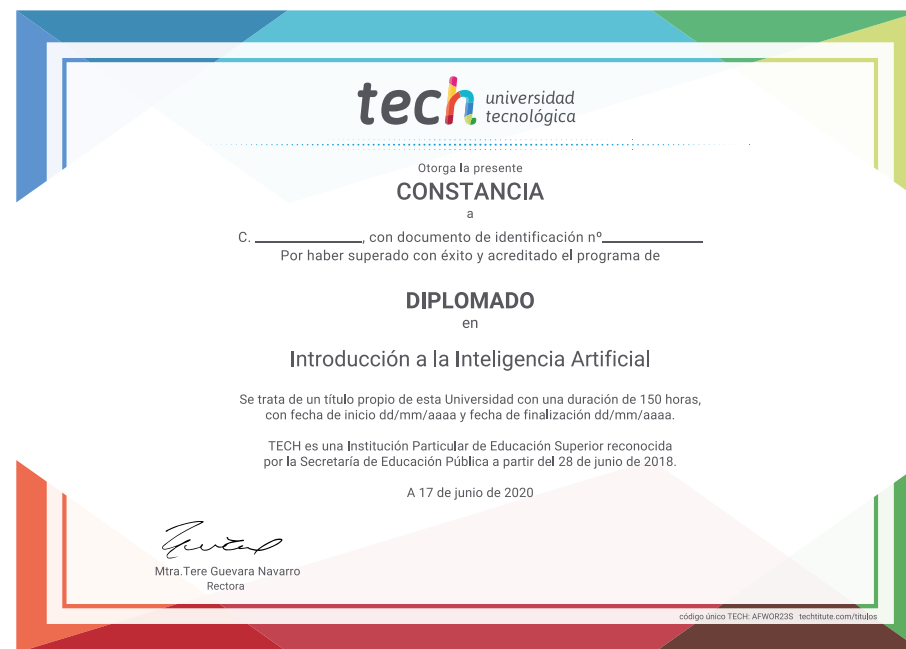 tech universidad
tecnológica
Otorga la presente
CONSTANCIA
a
C. ____________, con documento de identificación nº____________
Por haber superado con éxito y acreditado el programa de
DIPLOMADO
en
Introducción a la Inteligencia Artificial
Se trata de un título propio de esta Universidad con una duración de 150 horas,
con fecha de inicio dd/mm/aaaa y fecha de finalización dd/mm/aaaa.
TECH es una Institución Particular de Educación Superior reconocida
por la Secretaría de Educación Pública a partir del 28 de junio de 2018.
A 17 de junio de 2020
Mtra.Tere Guevara Navarro
Rectora
código único TECH: AFWOR23S techtitute.com/titulos